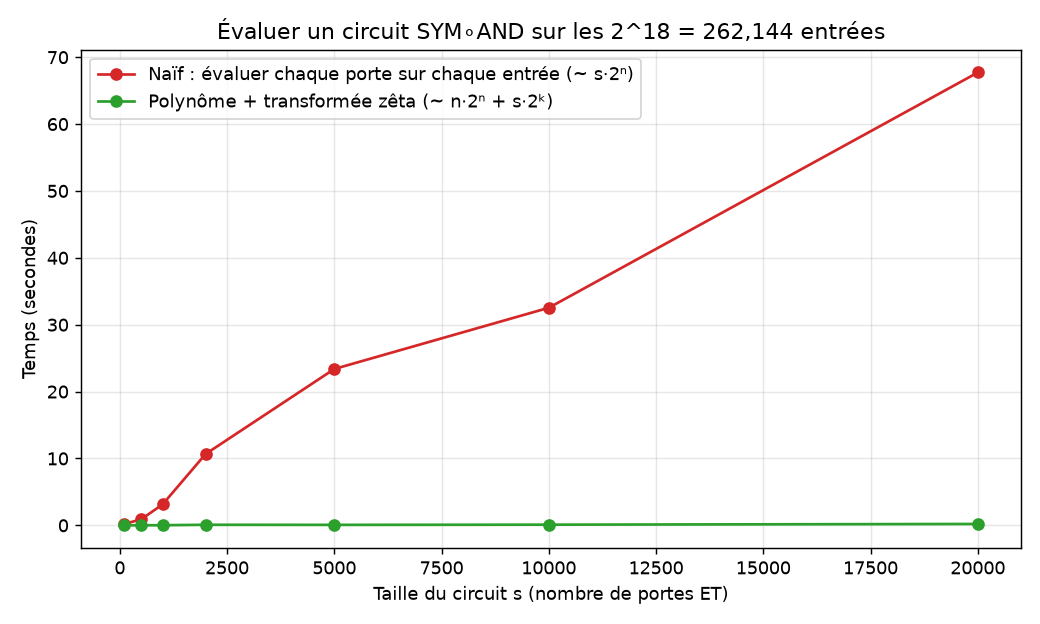 Évaluer un circuit SYM∘AND sur les 2^18 = 262,144 entrées
Naïf : évaluer chaque porte sur chaque entrée (~ s·2ⁿ)
Polynôme + transformée zêta (~ n·2ⁿ + s·2ᵏ)
Temps (secondes)
70
60
50
40
30
20
10
0
0 2500 5000 7500 10000 12500 15000 17500 20000
Taille du circuit s (nombre de portes ET)